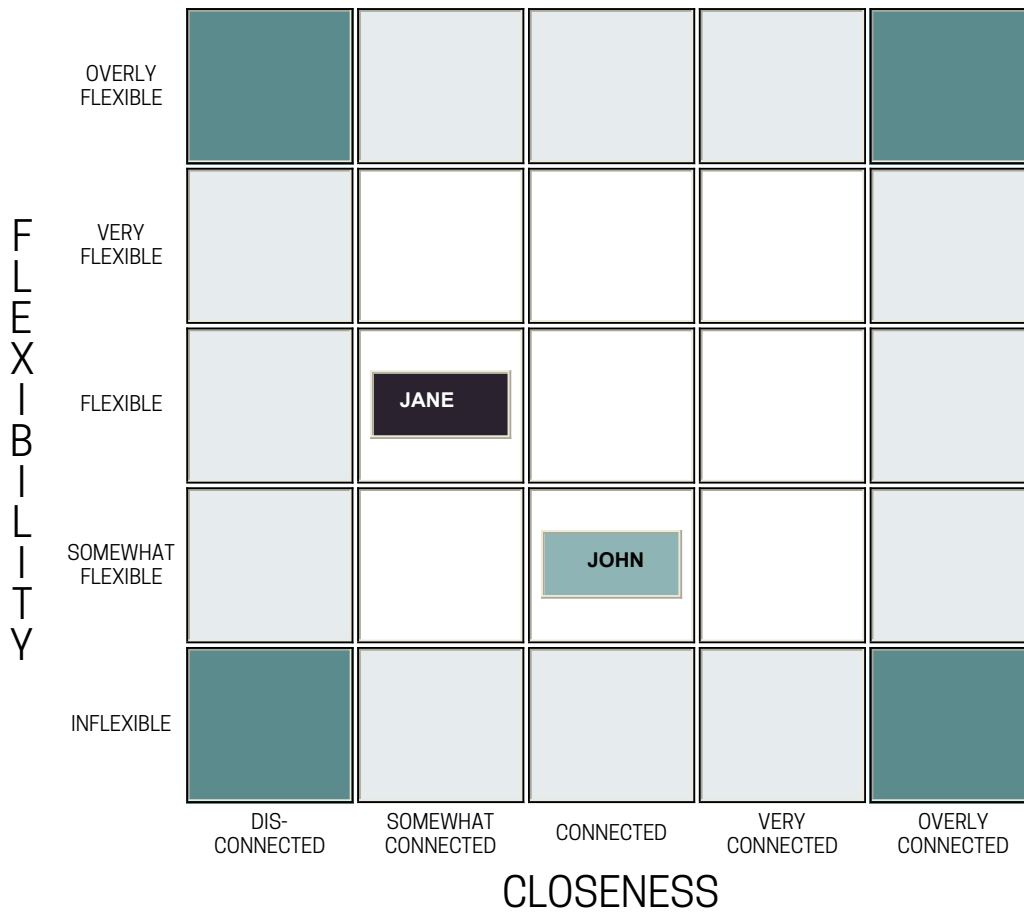 OVERLY
FLEXIBLE
VERY
FLEXIBLE
FLEXIBILITY
FLEXIBLE
JANE
SOMEWHAT
FLEXIBLE
JOHN
INFLEXIBLE
DIS-
CONNECTED
SOMEWHAT
CONNECTED
CONNECTED
VERY
CONNECTED
OVERLY
CONNECTED
CLOSENESS